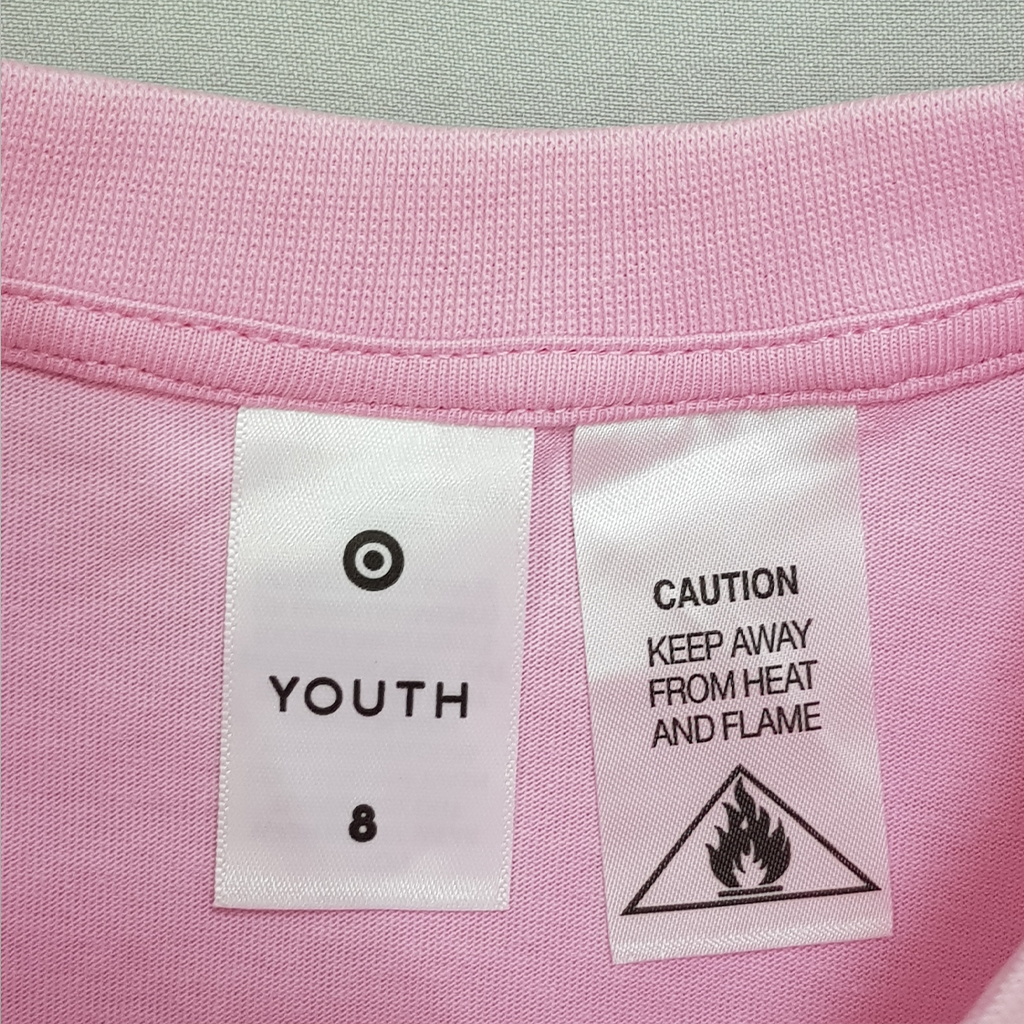 YOUTH
8
CAUTION
KEEP AWAY
FROM HEAT
AND FLAME